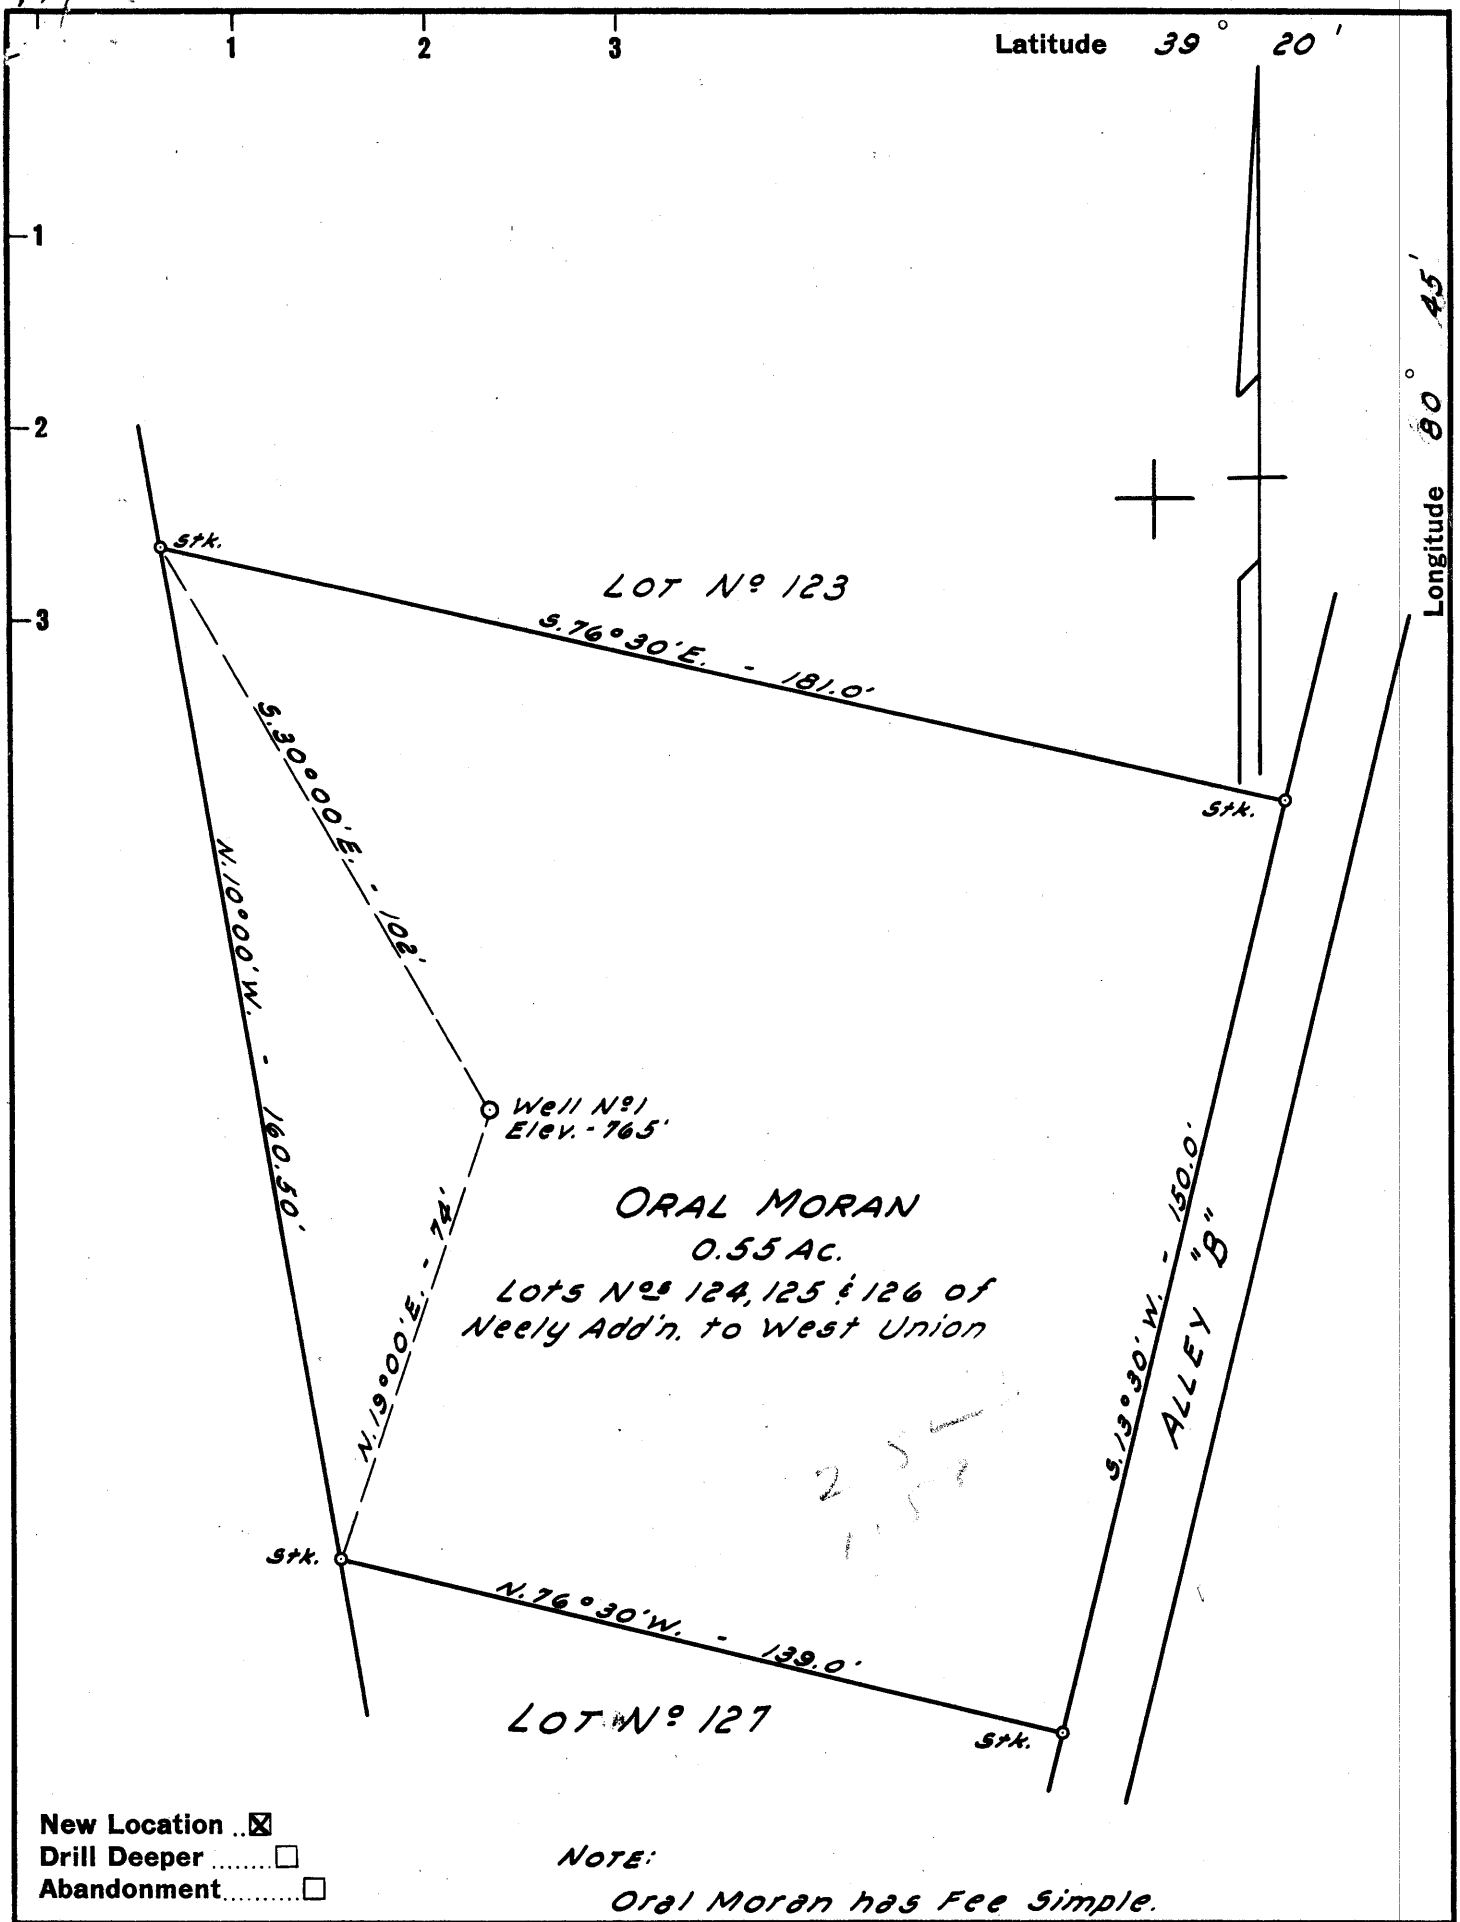 1 2 3 Latitude 39° 20'
1
2
3
Longitude 80° 45'
Stk.
LOT Nº 123
S.76°30'E. - 181.0'
Stk.
S.30°00'E. - 102'
N.10°00'W. - 160.50'
Well Nº1
Elev. - 765'
N.19°00'E. - 74'
ORAL MORAN
0.55 Ac.
Lots Nos 124, 125 & 126 of
Neely Add'n. to West Union
S.13°30'W. - 150.0'
ALLEY "B"
Stk.
N.76°30'W. - 139.0'
LOT Nº 127
Stk.
New Location ..☒
Drill Deeper ........☐
Abandonment..........☐
NOTE:
Oral Moran has Fee Simple.